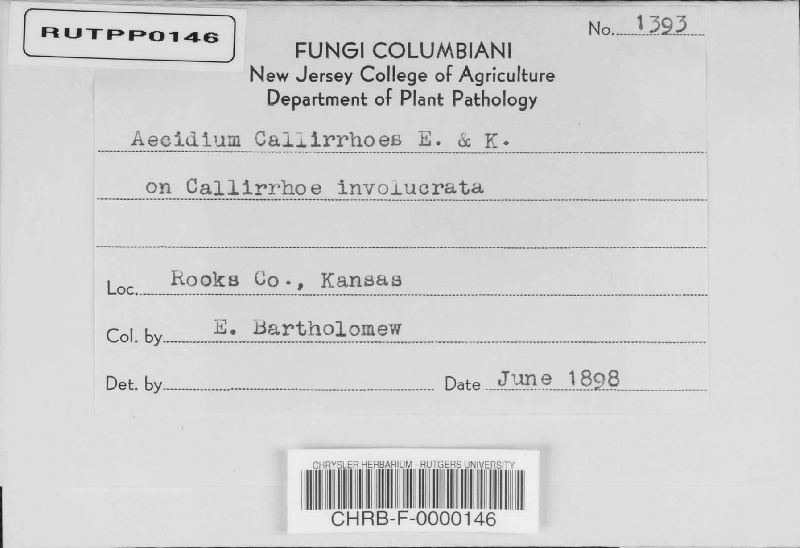 RUTPP0146
No. 1393
FUNGI COLUMBIANI
New Jersey College of Agriculture
Department of Plant Pathology
Aecidium Callirrhoes E. & K.
on Callirrhoe involucrata
Loc. Rooks Co., Kansas
Col. by E. Bartholomew
Det. by Date June 1898
CHRYSLER HERBARIUM - RUTGERS UNIVERSITY
CHRB-F-0000146